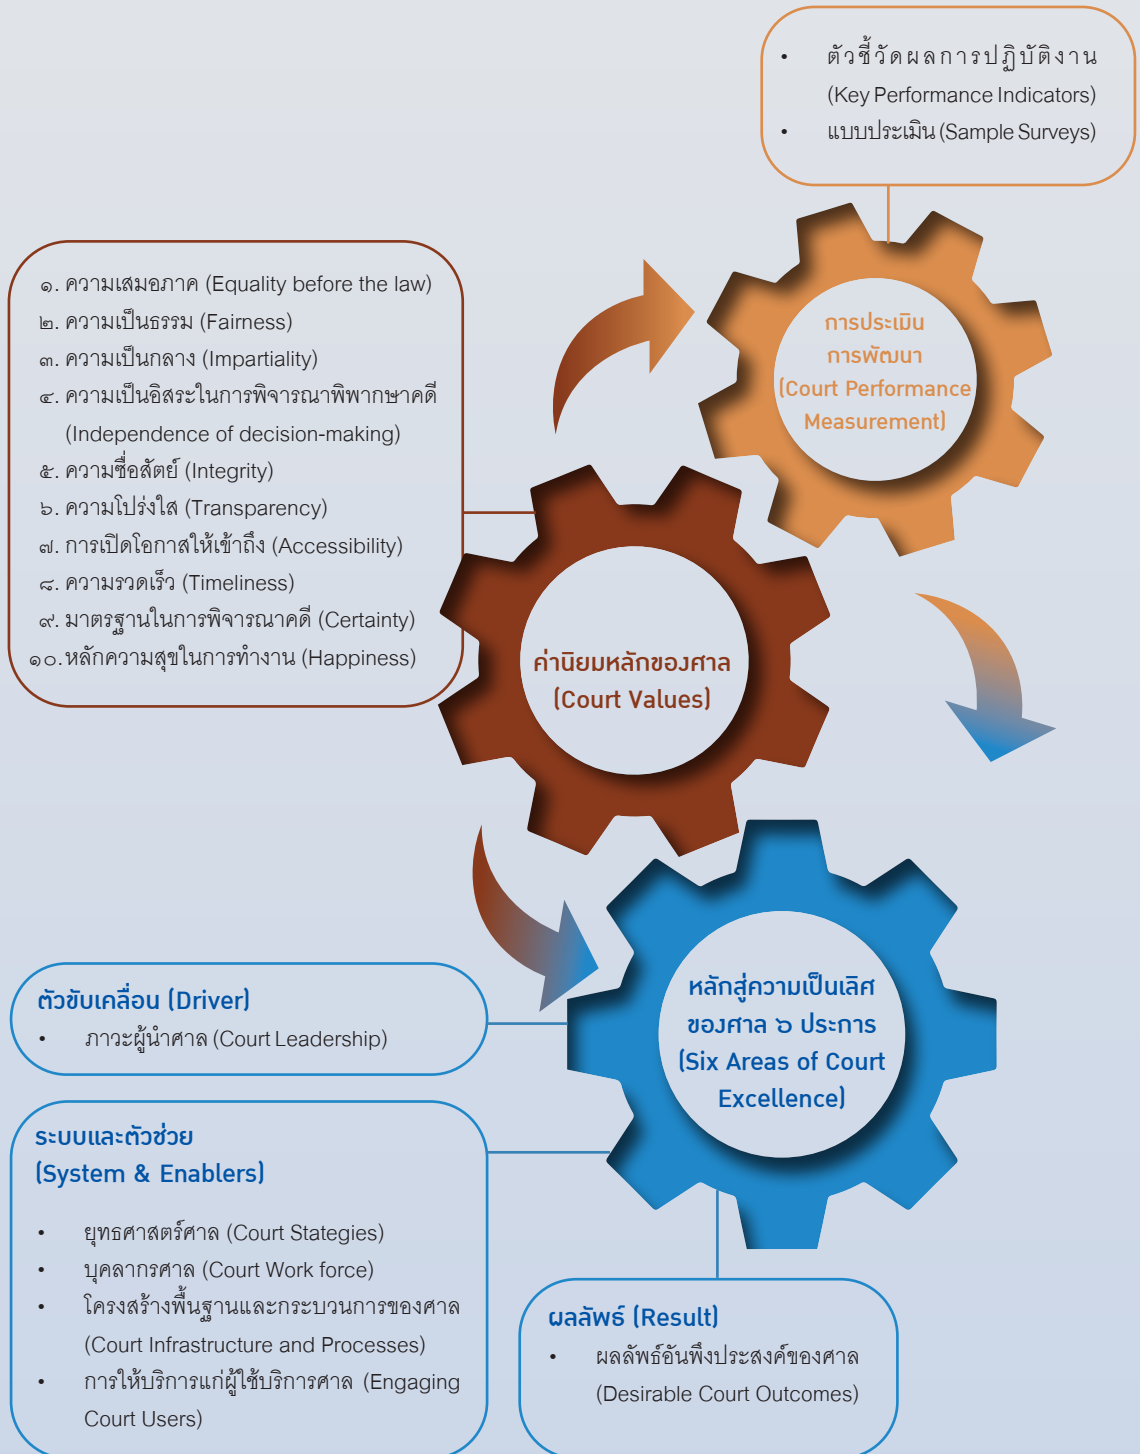 • ตัวชี้วัดผลการปฏิบัติงาน
(Key Performance Indicators)
• แบบประเมิน (Sample Surveys)
การประเมิน
การพัฒนา
(Court Performance
Measurement)
๑. ความเสมอภาค (Equality before the law)
๒. ความเป็นธรรม (Fairness)
๓. ความเป็นกลาง (Impartiality)
๔. ความเป็นอิสระในการพิจารณาพิพากษาคดี
(Independence of decision-making)
๕. ความซื่อสัตย์ (Integrity)
๖. ความโปร่งใส (Transparency)
๗. การเปิดโอกาสให้เข้าถึง (Accessibility)
๘. ความรวดเร็ว (Timeliness)
๙. มาตรฐานในการพิจารณาคดี (Certainty)
๑๐. หลักความสุขในการทำงาน (Happiness)
ค่านิยมหลักของศาล
(Court Values)
หลักสู่ความเป็นเลิศ
ของศาล ๖ ประการ
(Six Areas of Court
Excellence)
ตัวขับเคลื่อน (Driver)
• ภาวะผู้นำศาล (Court Leadership)
ระบบและตัวช่วย
(System & Enablers)
• ยุทธศาสตร์ศาล (Court Stategies)
• บุคลากรศาล (Court Work force)
• โครงสร้างพื้นฐานและกระบวนการของศาล
(Court Infrastructure and Processes)
• การให้บริการแก่ผู้ใช้บริการศาล (Engaging
Court Users)
ผลลัพธ์ (Result)
• ผลลัพธ์อันพึงประสงค์ของศาล
(Desirable Court Outcomes)